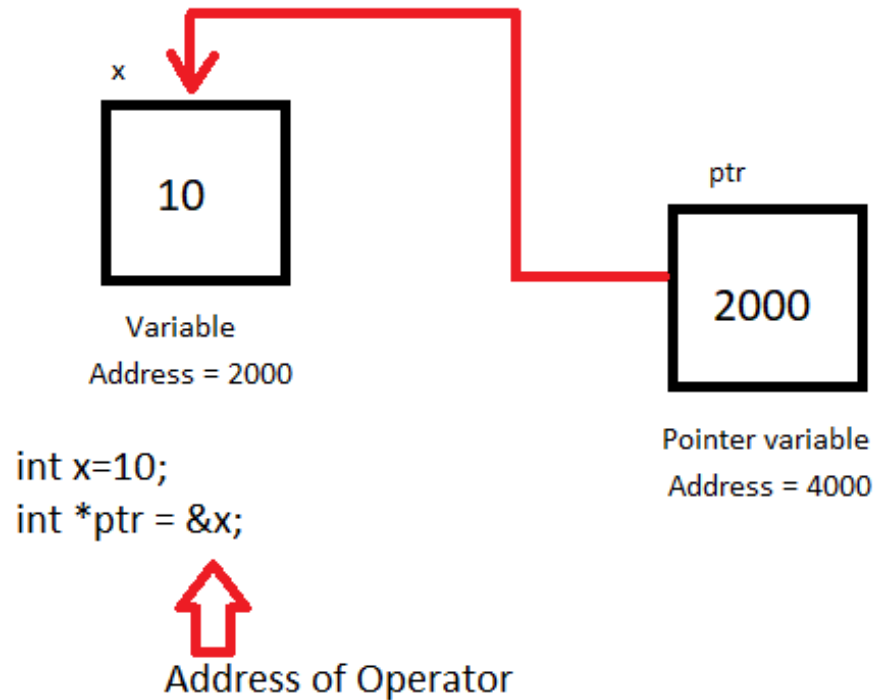 x
10
Variable
Address = 2000
ptr
2000
Pointer variable
Address = 4000
int x=10;
int *ptr = &x;
Address of Operator